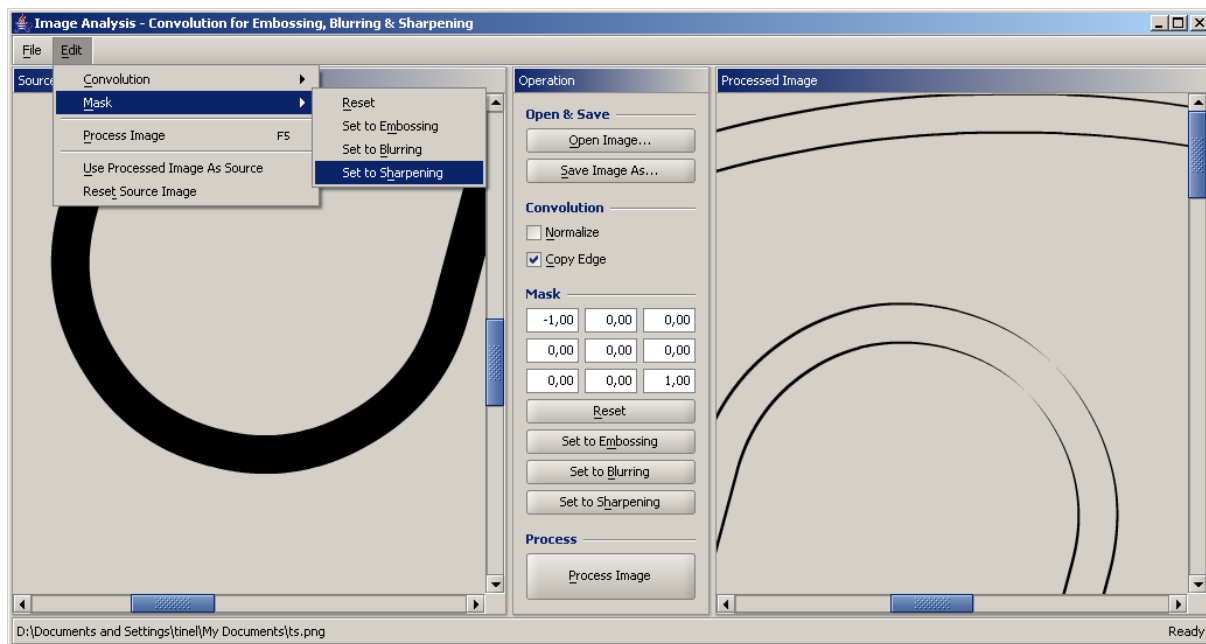 Image Analysis - Convolution for Embossing, Blurring & Sharpening
File Edit
Source
Convolution
Mask
Process Image F5
Use Processed Image As Source
Reset Source Image
Reset
Set to Embossing
Set to Blurring
Set to Sharpening
Operation
Open & Save
Open Image...
Save Image As...
Convolution
Normalize
Copy Edge
Mask
-1,00 0,00 0,00
0,00 0,00 0,00
0,00 0,00 1,00
Reset
Set to Embossing
Set to Blurring
Set to Sharpening
Process
Process Image
Processed Image
D:\Documents and Settings\tinel\My Documents\ts.png
Ready